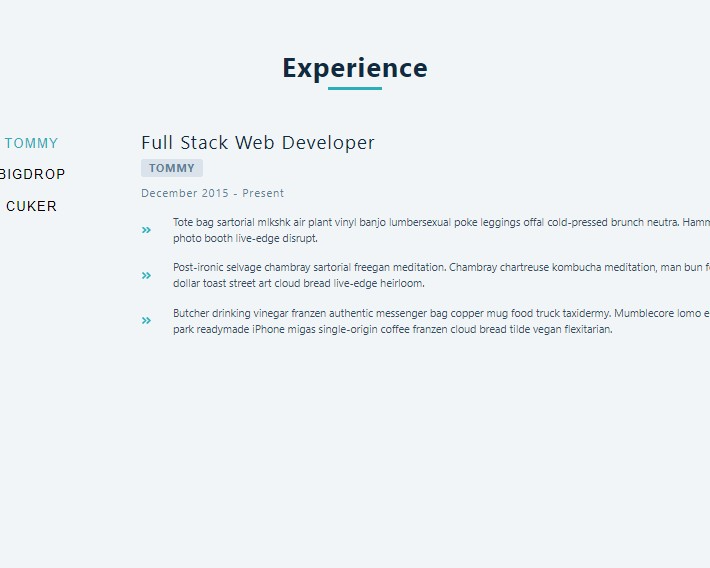 Experience
TOMMY
BIGDROP
CUKER
Full Stack Web Developer
TOMMY
December 2015 - Present
Tote bag sartorial mlkshk air plant vinyl banjo lumbersexual poke leggings offal cold-pressed brunch neutra. Hamm
photo booth live-edge disrupt.
Post-ironic selvage chambray sartorial freegan meditation. Chambray chartreuse kombucha meditation, man bun
dollar toast street art cloud bread live-edge heirloom.
Butcher drinking vinegar franzen authentic messenger bag copper mug food truck taxidermy. Mumblecore lomo
park readymade iPhone migas single-origin coffee franzen cloud bread tilde vegan flexitarian.